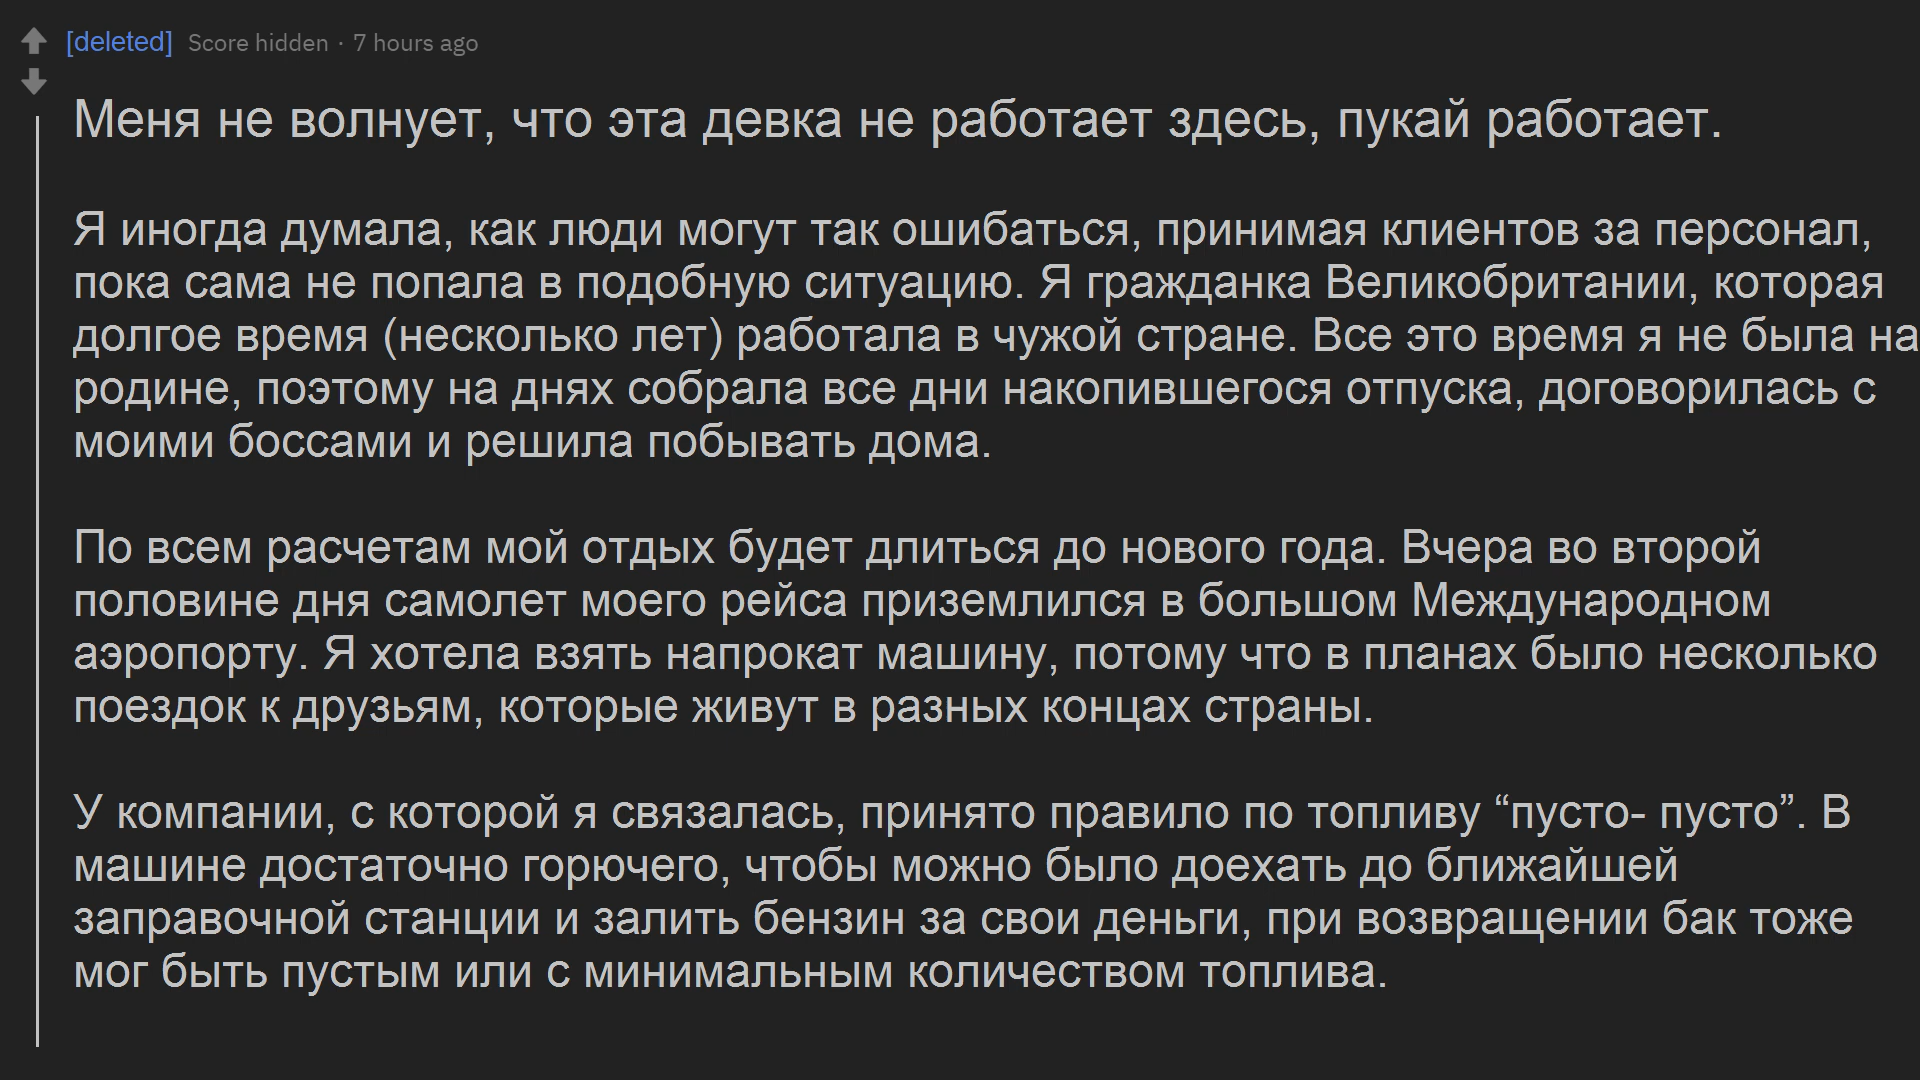 [deleted] Score hidden · 7 hours ago
Меня не волнует, что эта девка не работает здесь, пукай работает.
Я иногда думала, как люди могут так ошибаться, принимая клиентов за персонал,
пока сама не попала в подобную ситуацию. Я гражданка Великобритании, которая
долгое время (несколько лет) работала в чужой стране. Все это время я не была на
родине, поэтому на днях собрала все дни накопившегося отпуска, договорилась с
моими боссами и решила побывать дома.
По всем расчетам мой отдых будет длиться до нового года. Вчера во второй
половине дня самолет моего рейса приземлился в большом Международном
аэропорту. Я хотела взять напрокат машину, потому что в планах было несколько
поездок к друзьям, которые живут в разных концах страны.
У компании, с которой я связалась, принято правило по топливу “пусто- пусто”. В
машине достаточно горючего, чтобы можно было доехать до ближайшей
заправочной станции и залить бензин за свои деньги, при возвращении бак тоже
мог быть пустым или с минимальным количеством топлива.